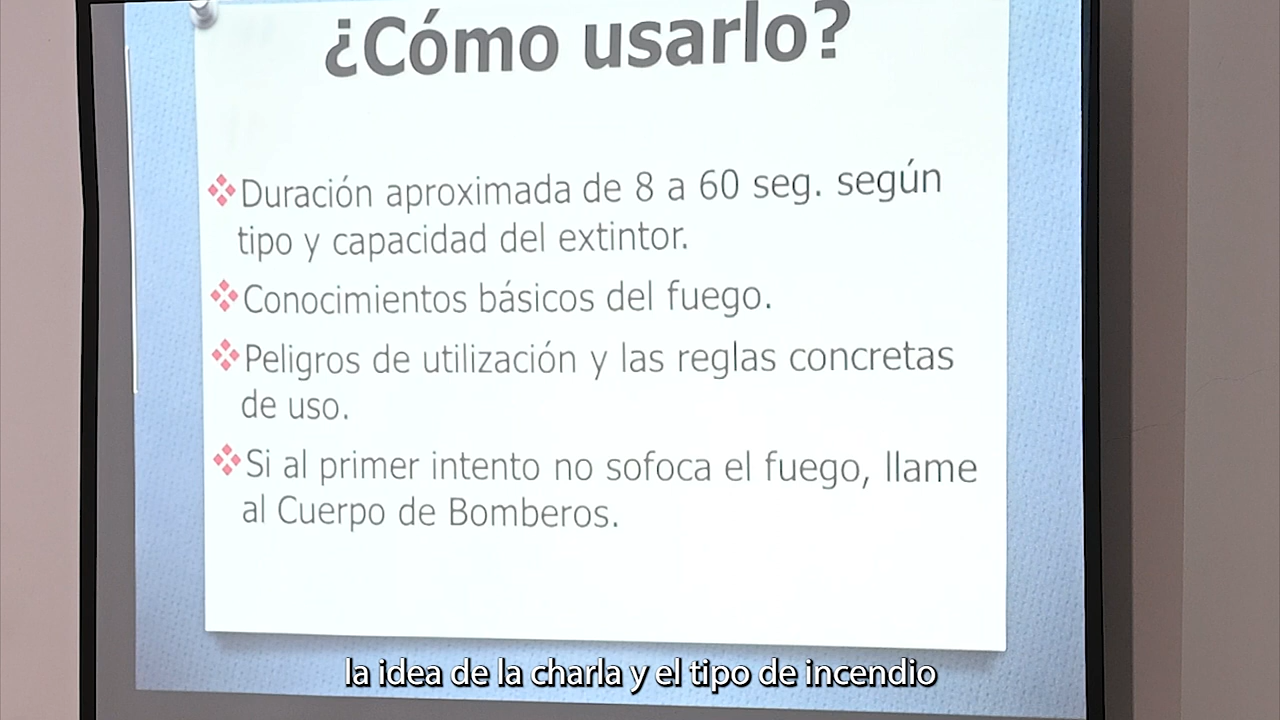 ¿Cómo usarlo?
Duración aproximada de 8 a 60 seg. según
tipo y capacidad del extintor.
Conocimientos básicos del fuego.
Peligros de utilización y las reglas concretas
de uso.
Si al primer intento no sofoca el fuego, llame
al Cuerpo de Bomberos.
la idea de la charla y el tipo de incendio